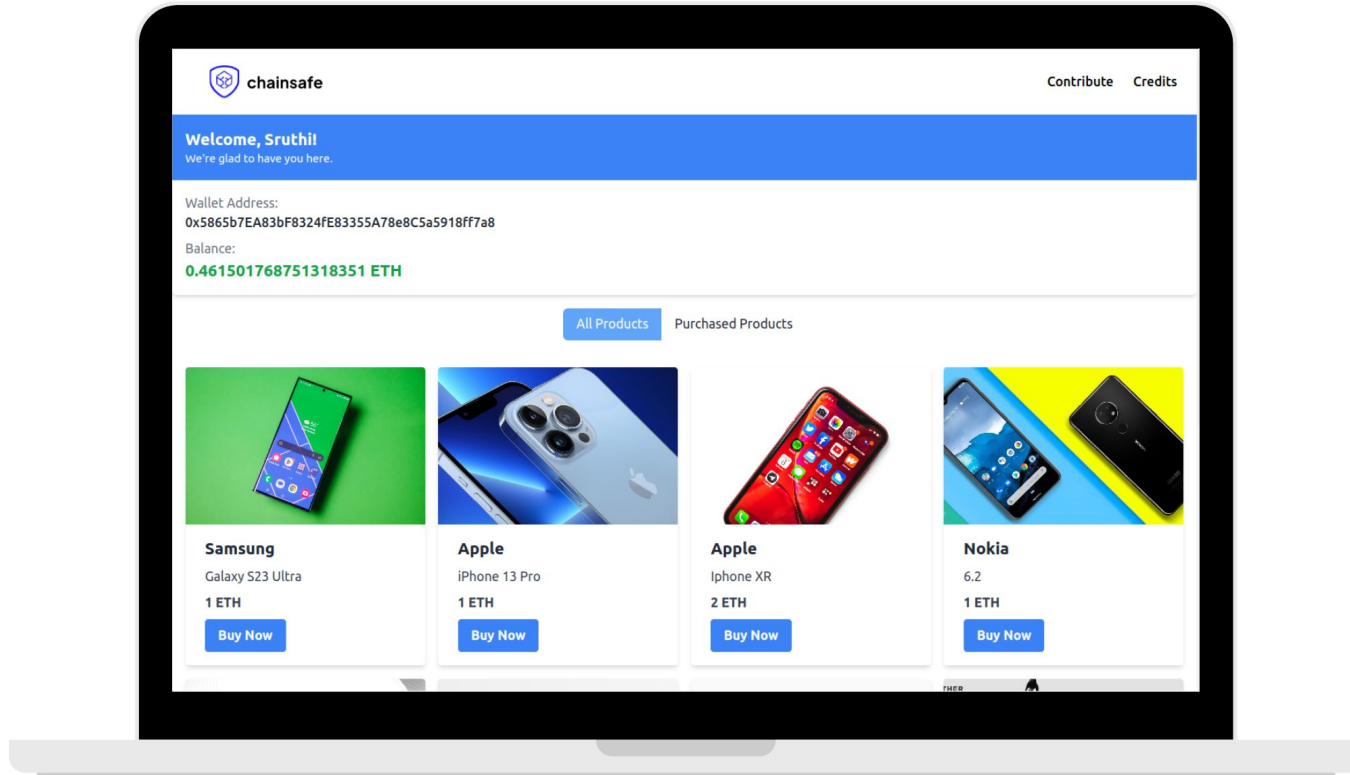 chainsafe
Contribute Credits
Welcome, Sruthi!
We're glad to have you here.
Wallet Address:
0x5865b7EA83bF8324fE83355A78e8C5a5918ff7a8
Balance:
0.461501768751318351 ETH
All Products Purchased Products
Samsung
Galaxy S23 Ultra
1 ETH
Buy Now
Apple
iPhone 13 Pro
1 ETH
Buy Now
Apple
Iphone XR
2 ETH
Buy Now
Nokia
6.2
1 ETH
Buy Now